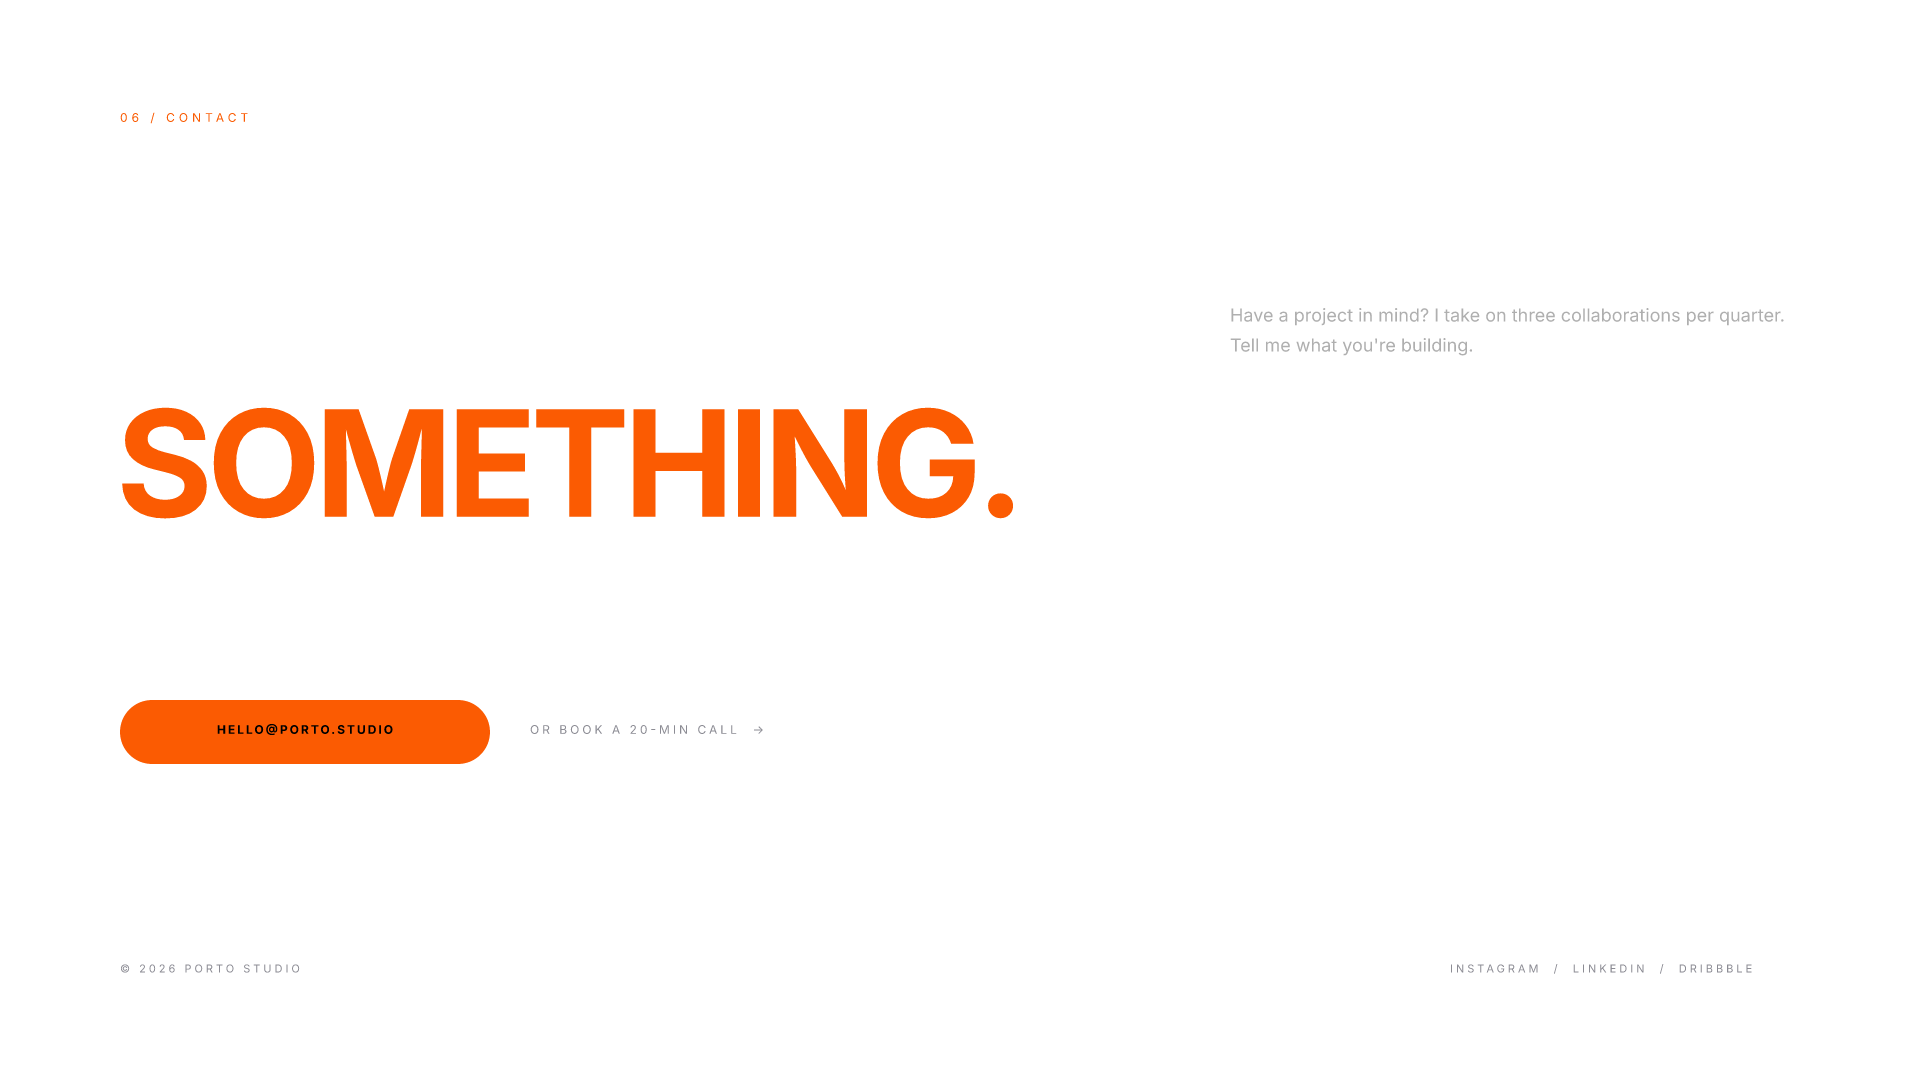 06 / CONTACT
Have a project in mind? I take on three collaborations per quarter.
Tell me what you're building.
SOMETHING.
HELLO@PORTO.STUDIO
OR BOOK A 20-MIN CALL →
© 2026 PORTO STUDIO
INSTAGRAM / LINKEDIN / DRIBBBLE